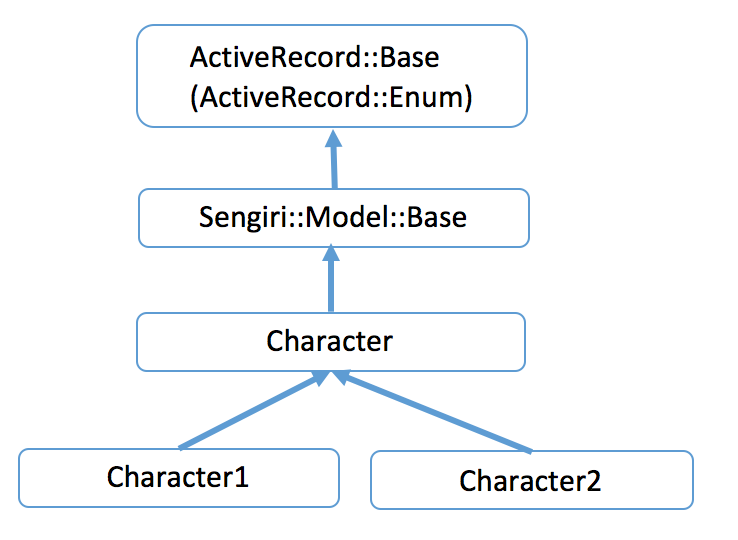 ActiveRecord::Base
(ActiveRecord::Enum)
Sengiri::Model::Base
Character
Character1
Character2